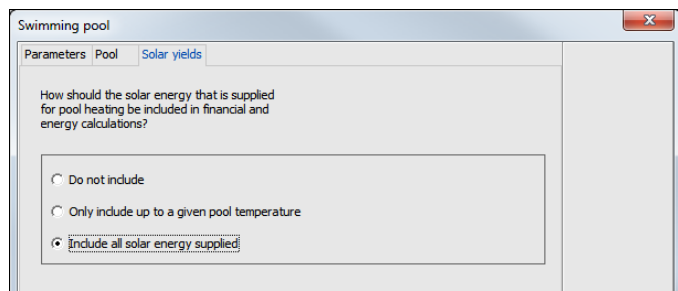 Swimming pool
Parameters Pool Solar yields
How should the solar energy that is supplied
for pool heating be included in financial and
energy calculations?
Do not include
Only include up to a given pool temperature
Include all solar energy supplied